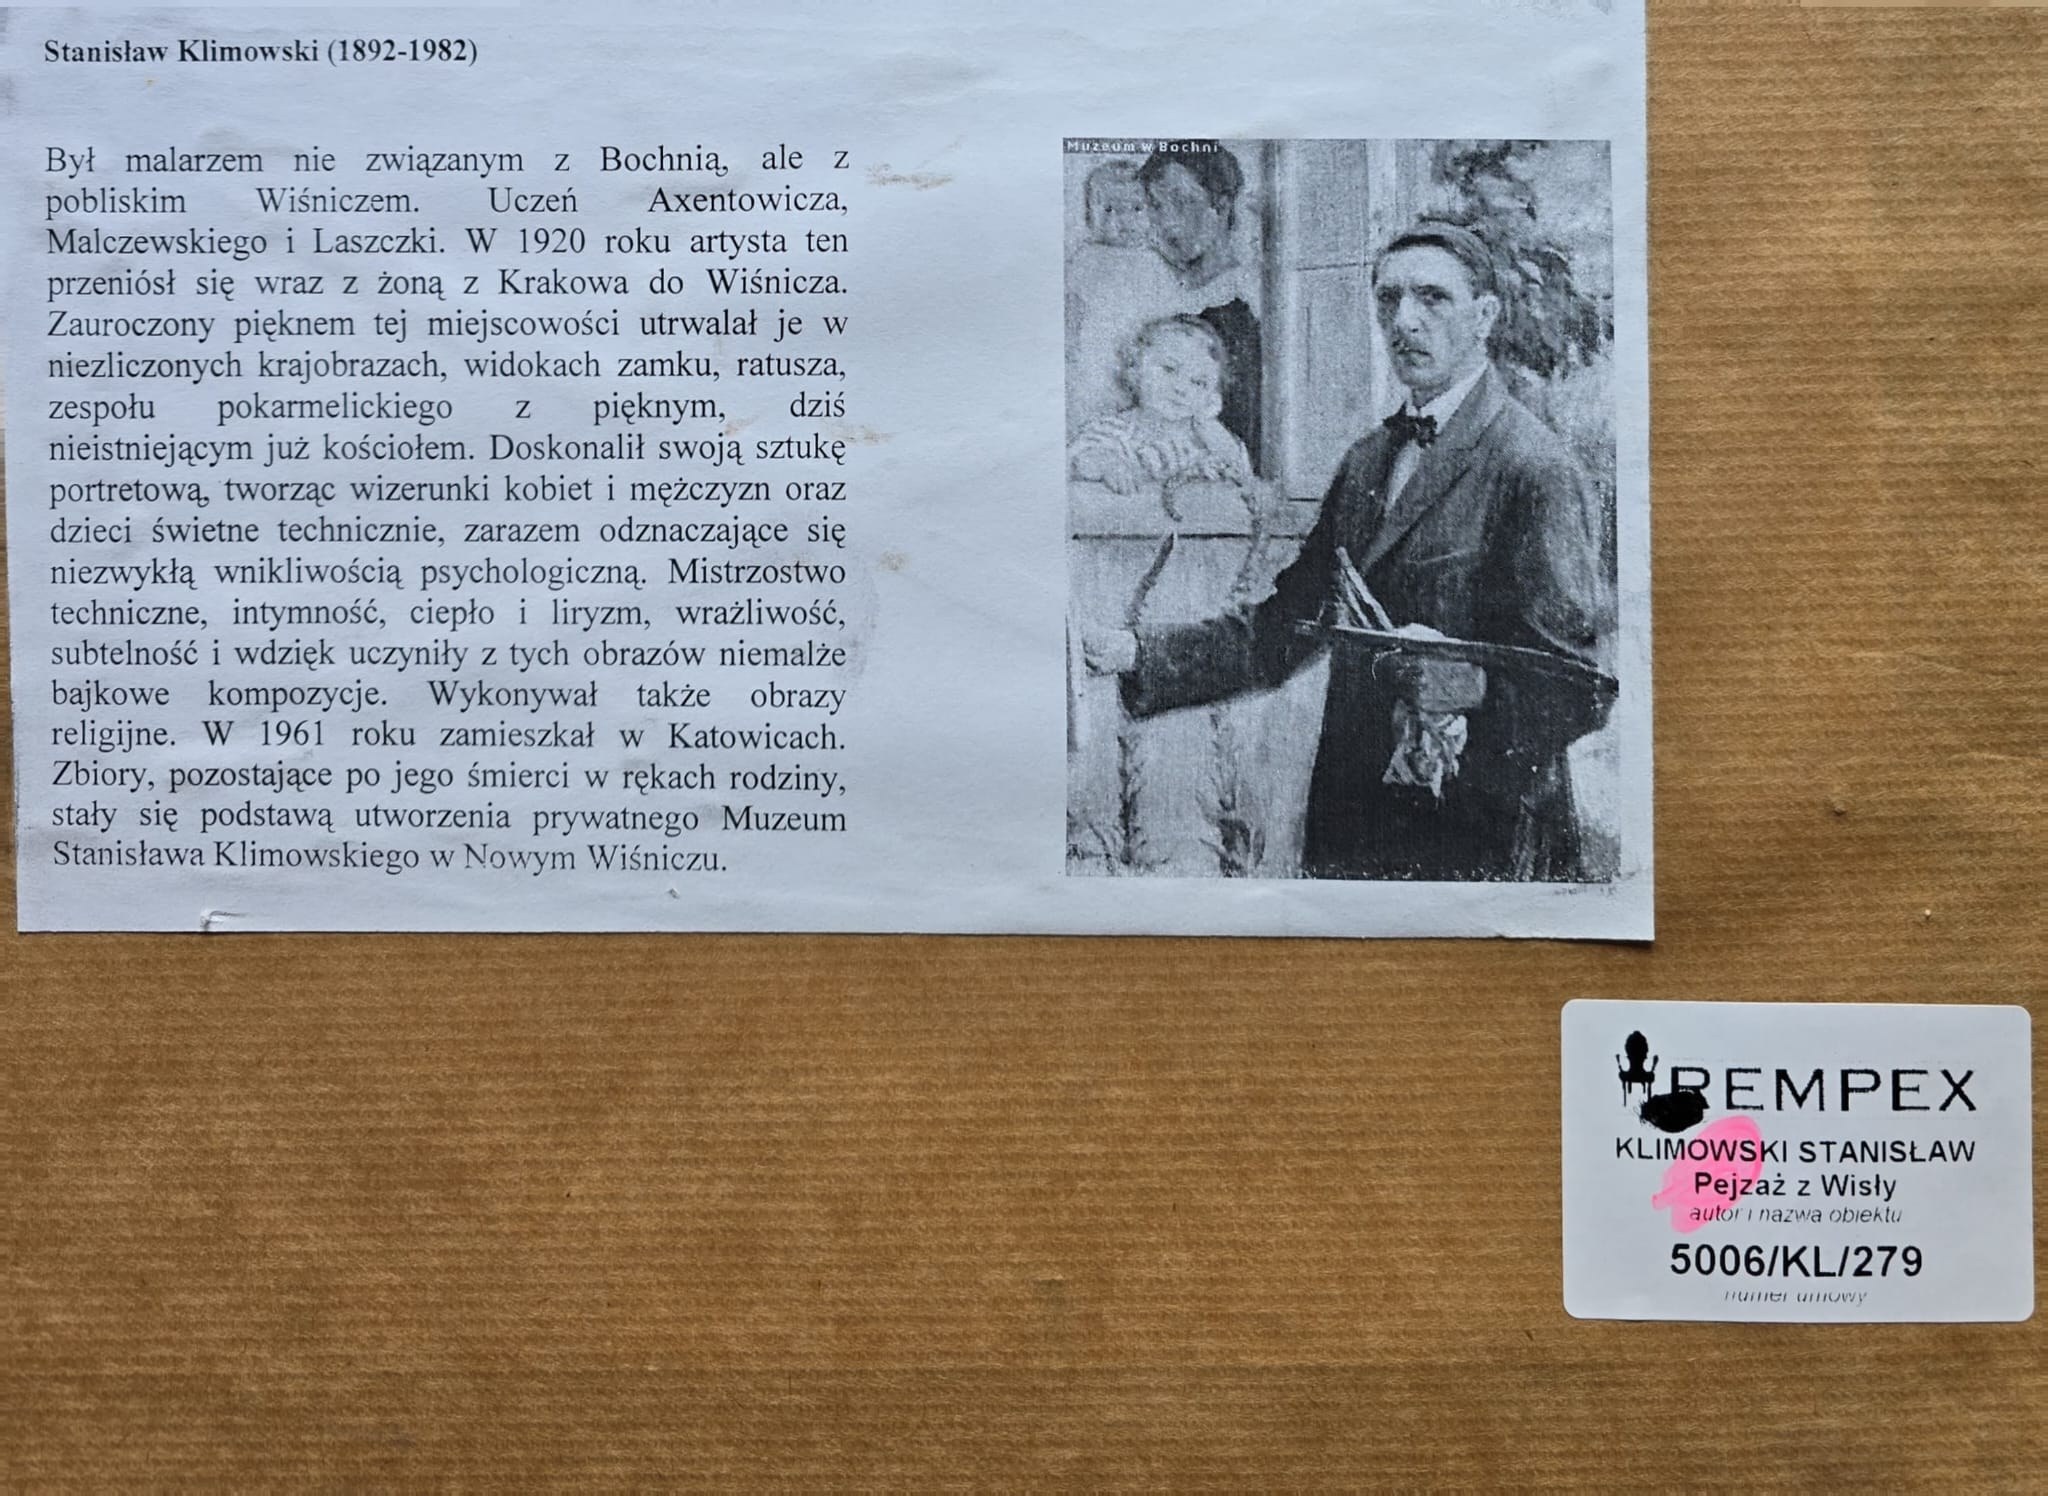 Stanisław Klimowski (1892-1982)
Był malarzem nie związanym z Bochnią, ale z
pobliskim Wiśniczem. Uczeń Axentowicza,
Malczewskiego i Laszczki. W 1920 roku artysta ten
przeniósł się wraz z żoną z Krakowa do Wiśnicza.
Zauroczony pięknem tej miejscowości utrwalał je w
niezliczonych krajobrazach, widokach zamku, ratusza,
zespołu pokarmelickiego z pięknym, dziś
nieistniejącym już kościołem. Doskonalił swoją sztukę
portretową, tworząc wizerunki kobiet i mężczyzn oraz
dzieci świetne technicznie, zarazem odznaczające się
niezwykłą wnikliwością psychologiczną. Mistrzostwo
techniczne, intymność, ciepło i liryzm, wrażliwość,
subtelność i wdzięk uczyniły z tych obrazów niemalże
bajkowe kompozycje. Wykonywał także obrazy
religijne. W 1961 roku zamieszkał w Katowicach.
Zbiory, pozostające po jego śmierci w rękach rodziny,
stały się podstawą utworzenia prywatnego Muzeum
Stanisława Klimowskiego w Nowym Wiśniczu.
Muzeum w Bochni
REMPEX
KLIMOWSKI STANISŁAW
Pejzaż z Wisły
autor i nazwa obiektu
5006/KL/279
numer umowy